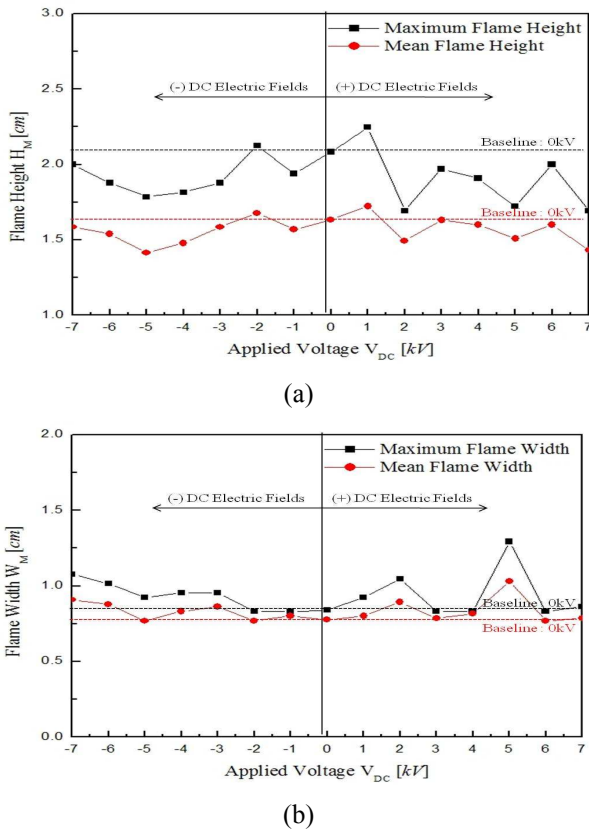 3.0
Maximum Flame Height
Mean Flame Height
2.5
(-) DC Electric Fields
(+) DC Electric Fields
Baseline : 0kV
2.0
Flame Height H_M [cm]
Baseline : 0kV
1.5
1.0
-7 -6 -5 -4 -3 -2 -1 0 1 2 3 4 5 6 7
Applied Voltage V_DC [kV]
(a)
2.0
Maximum Flame Width
Mean Flame Width
1.5
(-) DC Electric Fields
(+) DC Electric Fields
Flame Width W_M [cm]
1.0
Baseline : 0kV
Baseline : 0kV
0.5
0.0
-7 -6 -5 -4 -3 -2 -1 0 1 2 3 4 5 6 7
Applied Voltage V_DC [kV]
(b)